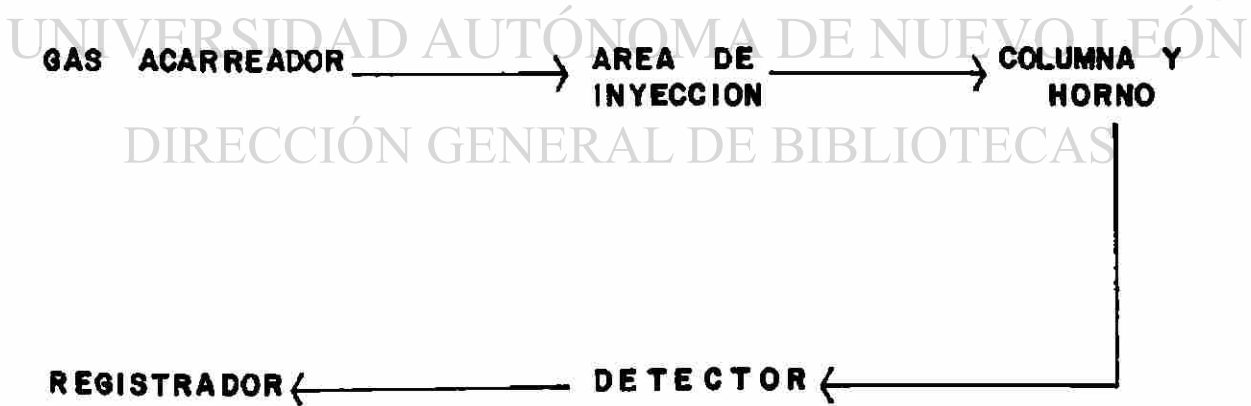 UNIVERSIDAD AUTÓNOMA DE NUEVO LEÓN
GAS ACARREADOR
AREA DE
INYECCION
COLUMNA Y
HORNO
DIRECCIÓN GENERAL DE BIBLIOTECAS
REGISTRADOR
DETECTOR